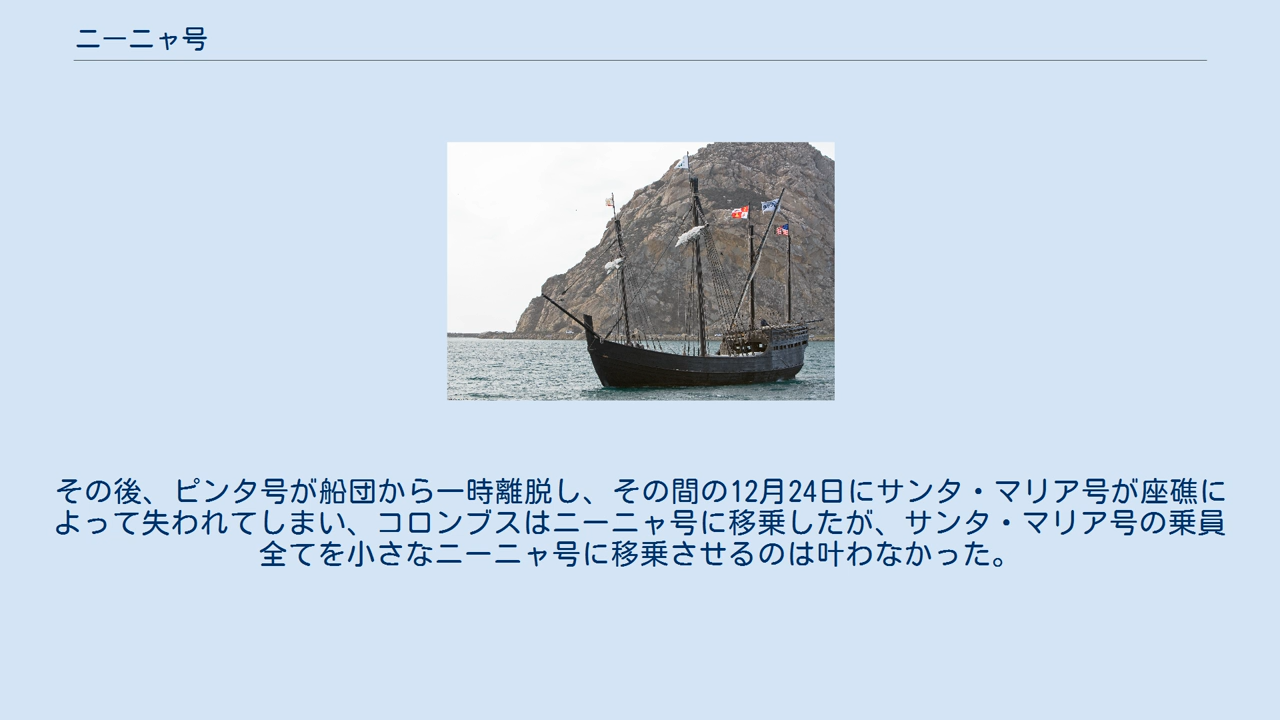 ニーニャ号
その後、ピンタ号が船団から一時離脱し、その間の12月24日にサンタ・マリア号が座礁に
よって失われてしまい、コロンブスはニーニャ号に移乗したが、サンタ・マリア号の乗員
全てを小さなニーニャ号に移乗させるのは叶わなかった。